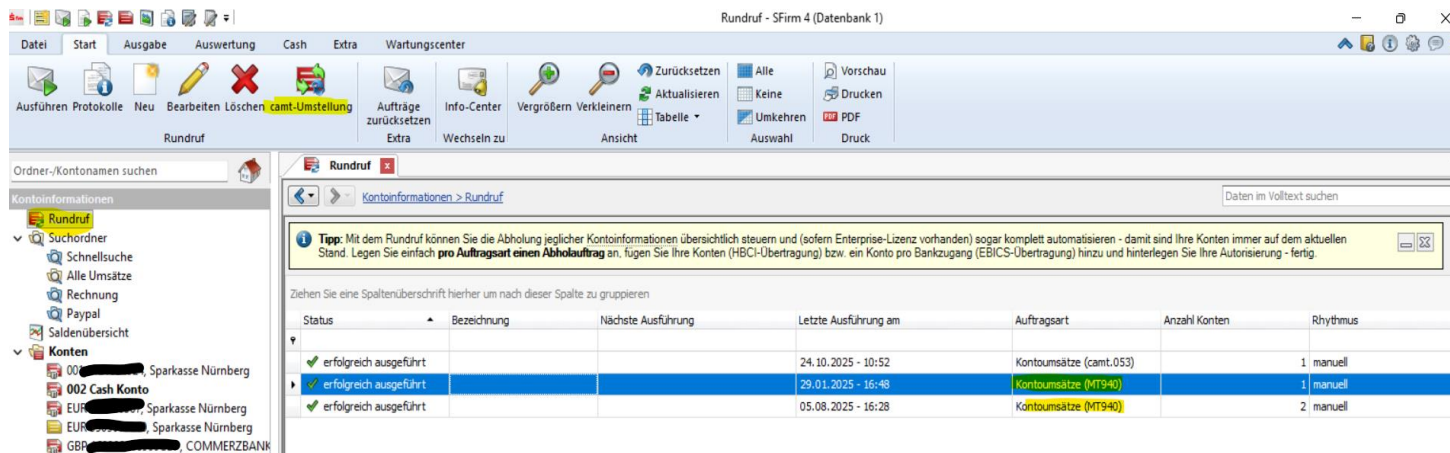 Rundruf - SFirm 4 (Datenbank 1)
Datei Start Ausgabe Auswertung Cash Extra Wartungscenter
Ausführen Protokolle Neu Bearbeiten Löschen camt-Umstellung
Rundruf
Aufträge
zurücksetzen
Extra
Info-Center
Wechseln zu
Vergrößern Verkleinern
Zurücksetzen
Aktualisieren
Tabelle
Ansicht
Alle
Keine
Umkehren
Auswahl
Vorschau
Drucken
PDF PDF
Druck
Ordner-/Kontonamen suchen
Kontoinformationen
Rundruf
Suchordner
Schnellsuche
Alle Umsätze
Rechnung
Paypal
Saldenübersicht
Konten
00 , Sparkasse Nürnberg
002 Cash Konto
EUR , Sparkasse Nürnberg
EUR , Sparkasse Nürnberg
GBP , COMMERZBANK
Rundruf x
Kontoinformationen > Rundruf
Daten im Volltext suchen
Tipp: Mit dem Rundruf können Sie die Abholung jeglicher Kontoinformationen übersichtlich steuern und (sofern Enterprise-Lizenz vorhanden) sogar komplett automatisieren - damit sind Ihre Konten immer auf dem aktuellen
Stand. Legen Sie einfach pro Auftragsart einen Abholauftrag an, fügen Sie Ihre Konten (HBCI-Übertragung) bzw. ein Konto pro Bankzugang (EBICS-Übertragung) hinzu und hinterlegen Sie Ihre Autorisierung - fertig.
Ziehen Sie eine Spaltenüberschrift hierher um nach dieser Spalte zu gruppieren
Status Bezeichnung Nächste Ausführung Letzte Ausführung am Auftragsart Anzahl Konten Rhythmus
erfolgreich ausgeführt 24.10.2025 - 10:52 Kontoumsätze (camt.053) 1 manuell
erfolgreich ausgeführt 29.01.2025 - 16:48 Kontoumsätze (MT940) 1 manuell
erfolgreich ausgeführt 05.08.2025 - 16:28 Kontoumsätze (MT940) 2 manuell